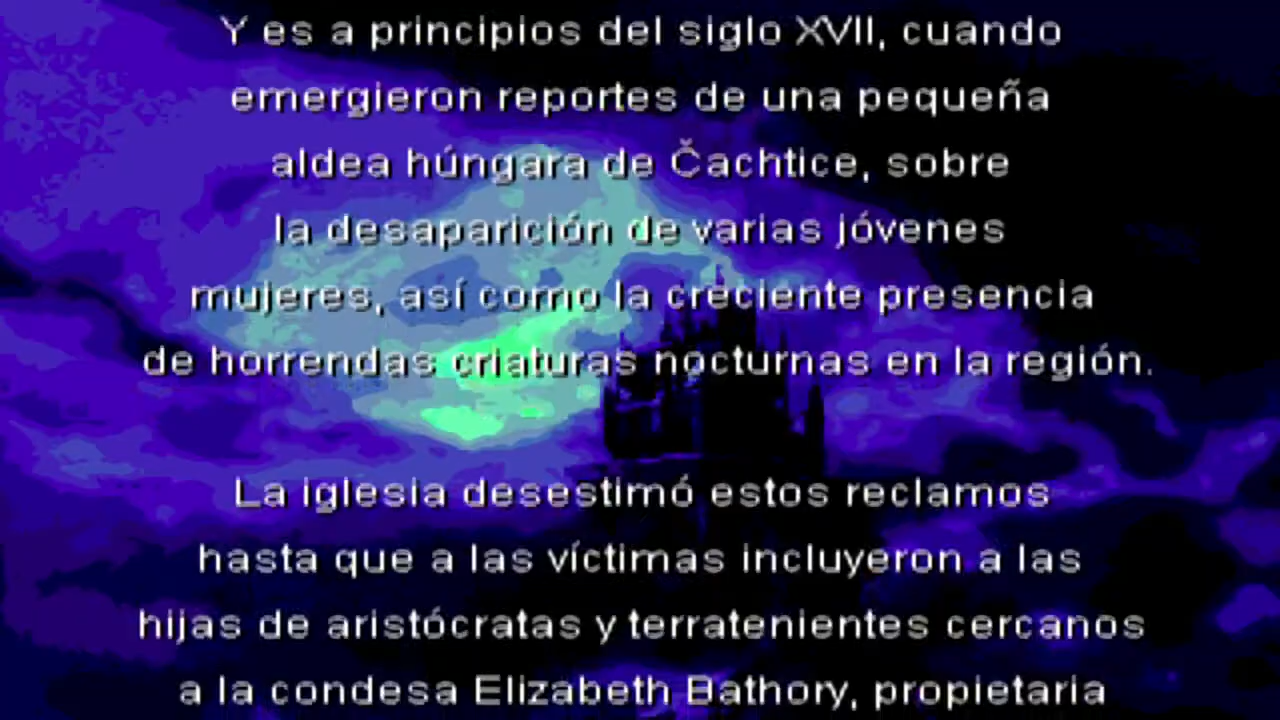 Y es a principios del siglo XVII, cuando
emergieron reportes de una pequeña
aldea húngara de Čachtice, sobre
la desaparición de varias jóvenes
mujeres, así como la creciente presencia
de horrendas criaturas nocturnas en la región.
La iglesia desestimó estos reclamos
hasta que a las víctimas incluyeron a las
hijas de aristócratas y terratenientes cercanos
a la condesa Elizabeth Bathory, propietaria